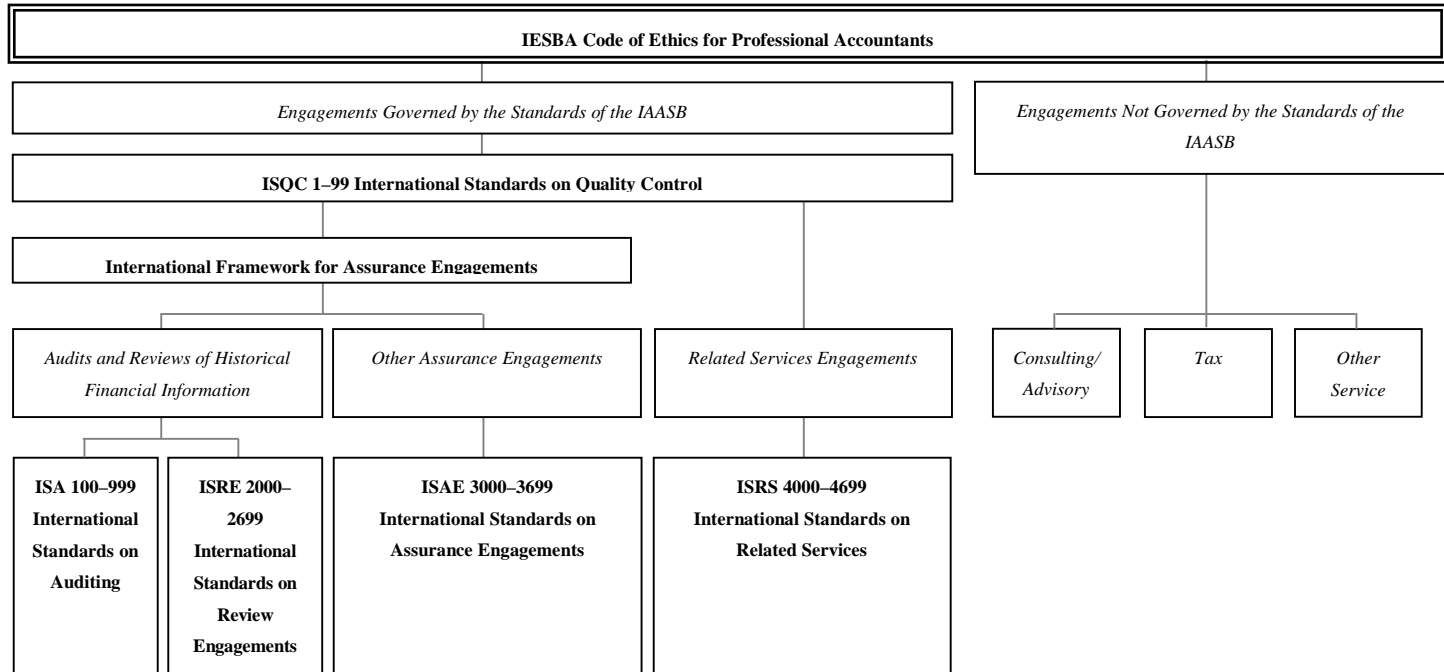 IESBA Code of Ethics for Professional Accountants
Engagements Governed by the Standards of the IAASB
Engagements Not Governed by the Standards of the
IAASB
ISQC 1–99 International Standards on Quality Control
International Framework for Assurance Engagements
Audits and Reviews of Historical
Financial Information
Other Assurance Engagements
Related Services Engagements
Consulting/
Advisory
Tax
Other
Service
ISA 100–999
International
Standards on
Auditing
ISRE 2000–
2699
International
Standards on
Review
Engagements
ISAE 3000–3699
International Standards on
Assurance Engagements
ISRS 4000–4699
International Standards on
Related Services